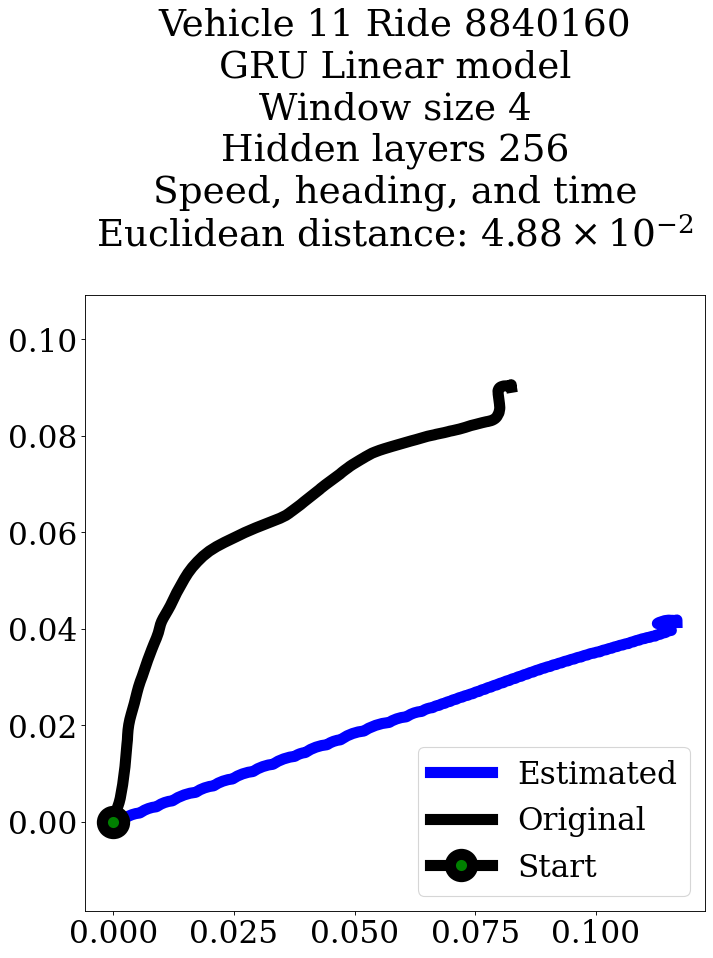 Vehicle 11 Ride 8840160
GRU Linear model
Window size 4
Hidden layers 256
Speed, heading, and time
Euclidean distance: 4.88 × 10⁻²
0.10
0.08
0.06
0.04
0.02
0.00
Estimated
Original
Start
0.000 0.025 0.050 0.075 0.100